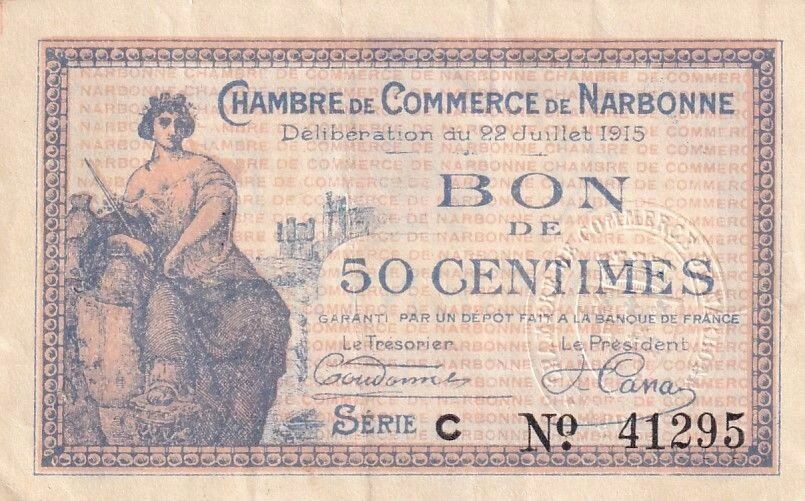 CHAMBRE DE COMMERCE DE NARBONNE
Délibération du 22 Juillet 1915
BON
DE
50 CENTIMES
GARANTI PAR UN DÉPOT FAIT A LA BANQUE DE FRANCE
Le Trésorier Le Président
SÉRIE C Nº 41295